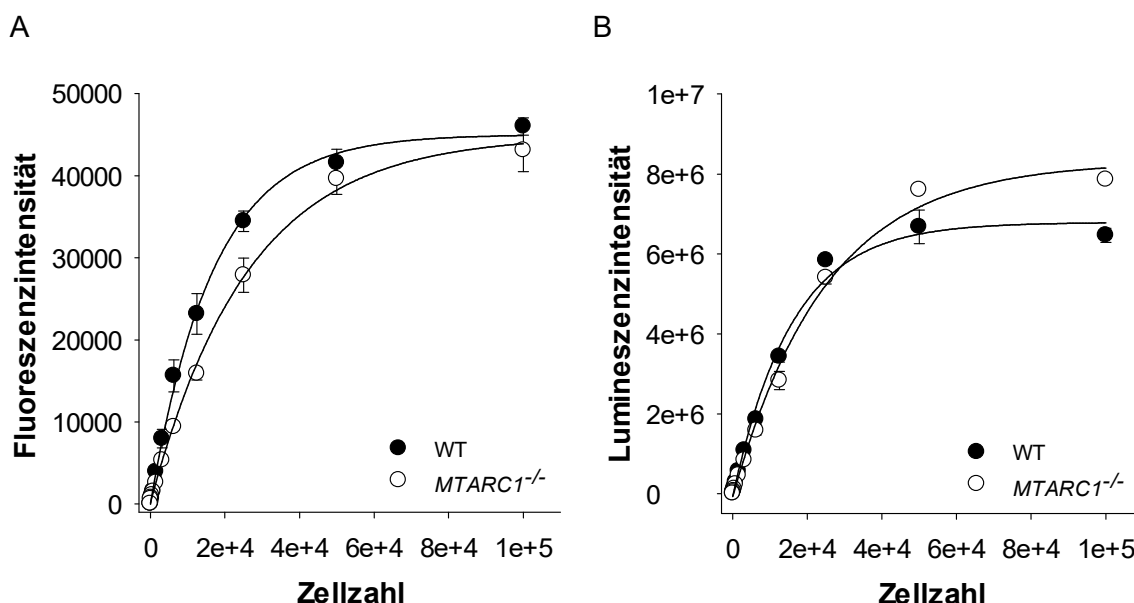 A
50000
40000
30000
20000
10000
0
Fluoreszenzintensität
WT
MTARC1-/-
0 2e+4 4e+4 6e+4 8e+4 1e+5
Zellzahl
B
1e+7
8e+6
6e+6
4e+6
2e+6
0
Lumineszenzintensität
WT
MTARC1-/-
0 2e+4 4e+4 6e+4 8e+4 1e+5
Zellzahl